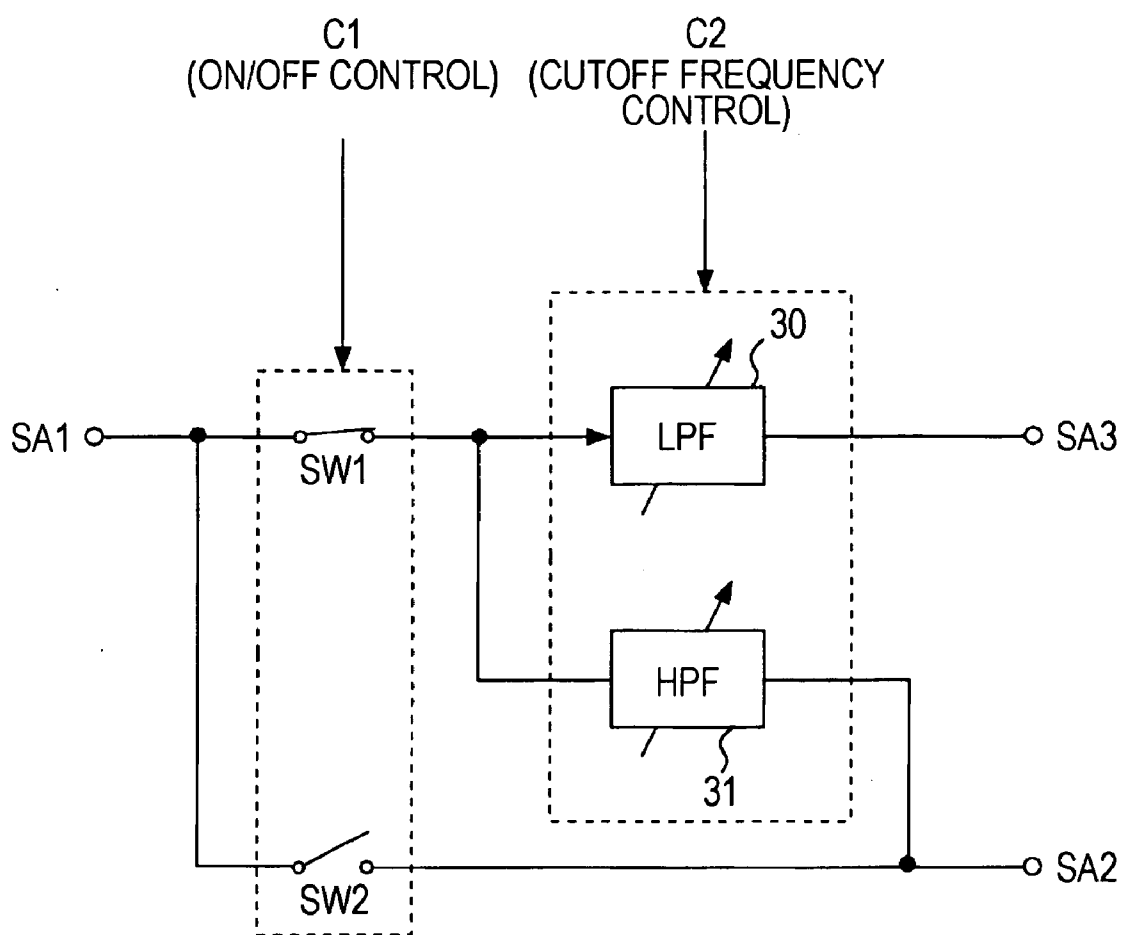 C1
(ON/OFF CONTROL)
C2
(CUTOFF FREQUENCY
CONTROL)
30
SA1
SW1
LPF
SA3
HPF
31
SW2
SA2